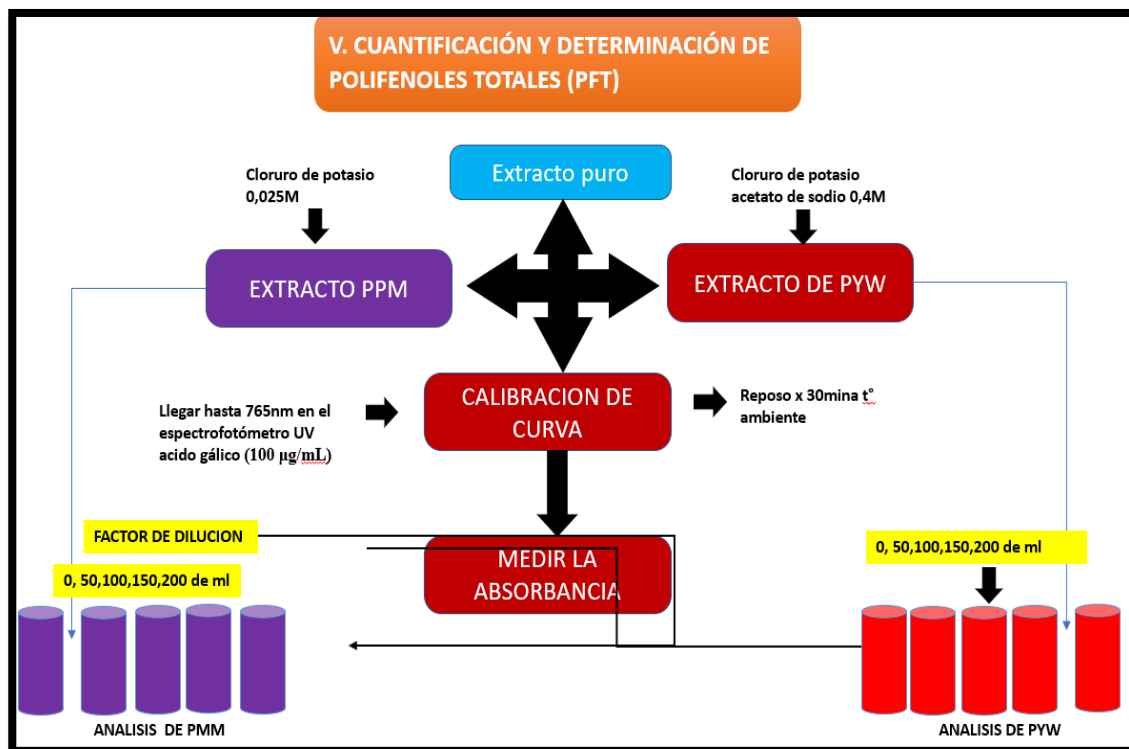 V. CUANTIFICACIÓN Y DETERMINACIÓN DE
POLIFENOLES TOTALES (PFT)
Cloruro de potasio
0,025M
Extracto puro
Cloruro de potasio
acetato de sodio 0,4M
EXTRACTO PPM
EXTRACTO DE PYW
Llegar hasta 765nm en el
espectrofotómetro UV
acido gálico (100 µg/mL)
CALIBRACION DE
CURVA
Reposo x 30mina t°
ambiente
FACTOR DE DILUCION
0, 50,100,150,200 de ml
MEDIR LA
ABSORBANCIA
0, 50,100,150,200 de ml
ANALISIS DE PMM
ANALISIS DE PYW